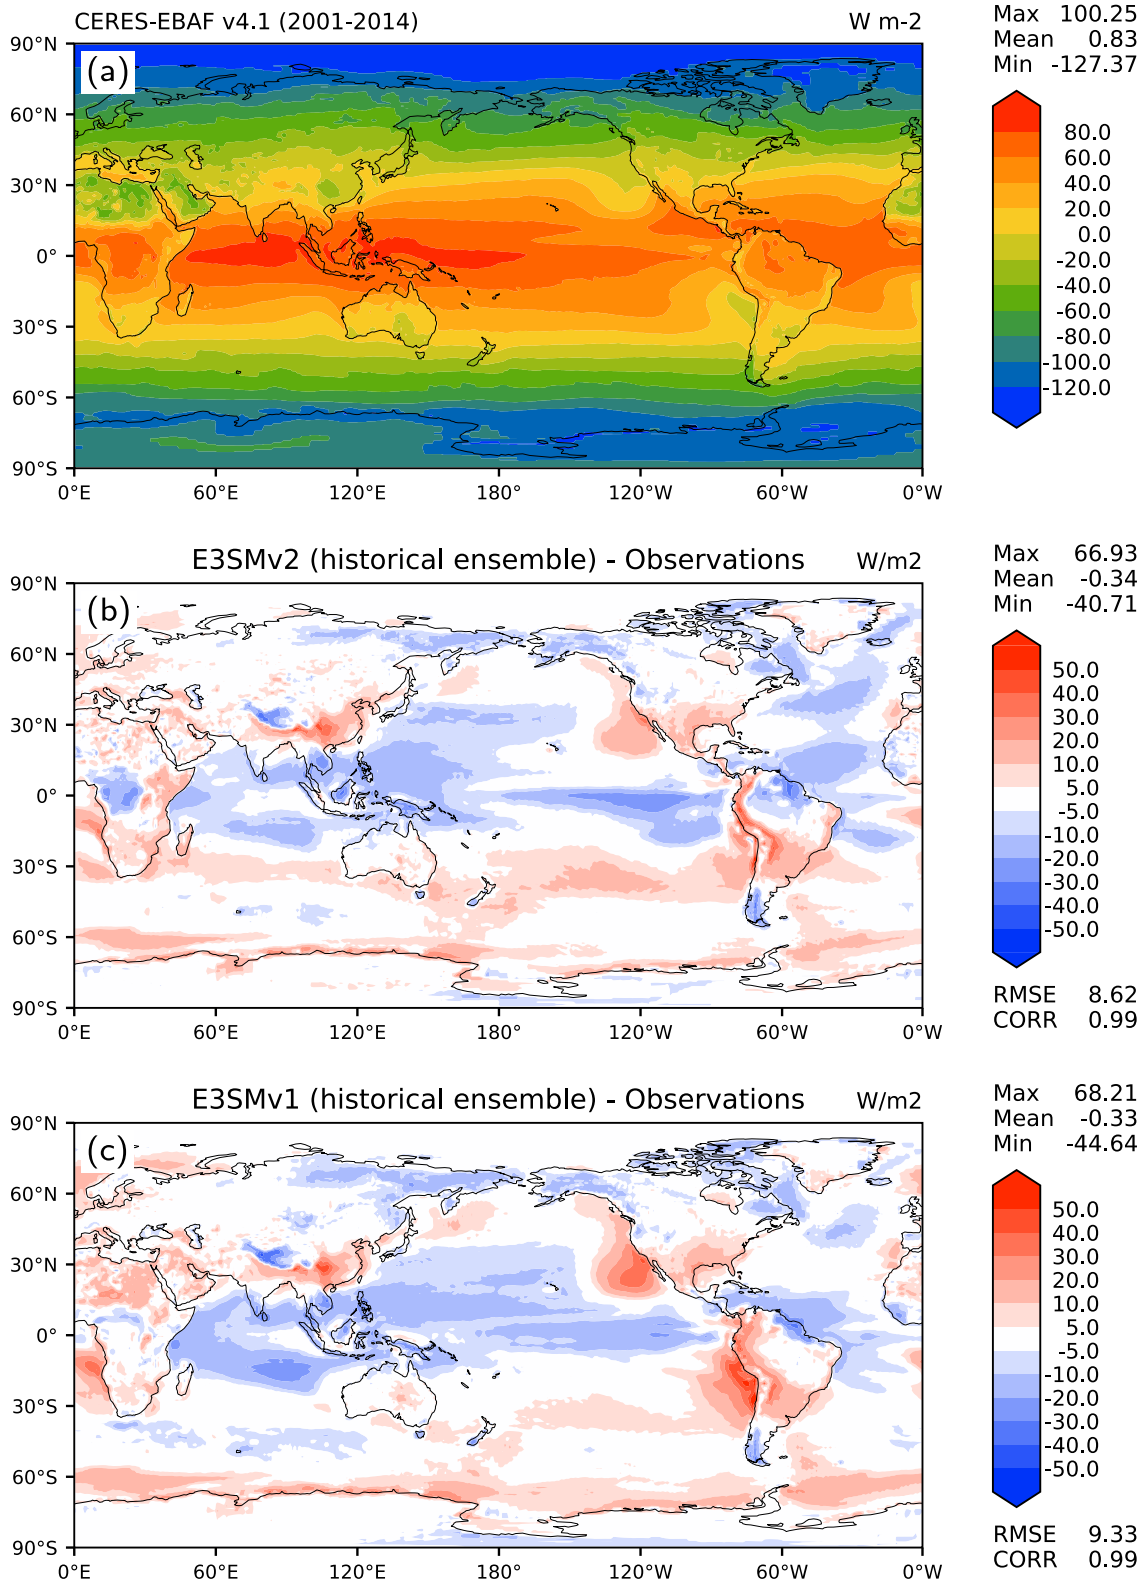 CERES-EBAF v4.1 (2001-2014) W m-2
Max 100.25
Mean 0.83
Min -127.37
(a)
90°N
60°N
30°N
0°
30°S
60°S
90°S
0°E 60°E 120°E 180° 120°W 60°W 0°W
80.0
60.0
40.0
20.0
0.0
-20.0
-40.0
-60.0
-80.0
-100.0
-120.0
E3SMv2 (historical ensemble) - Observations W/m2
Max 66.93
Mean -0.34
Min -40.71
(b)
90°N
60°N
30°N
0°
30°S
60°S
90°S
0°E 60°E 120°E 180° 120°W 60°W 0°W
50.0
40.0
30.0
20.0
10.0
5.0
-5.0
-10.0
-20.0
-30.0
-40.0
-50.0
RMSE 8.62
CORR 0.99
E3SMv1 (historical ensemble) - Observations W/m2
Max 68.21
Mean -0.33
Min -44.64
(c)
90°N
60°N
30°N
0°
30°S
60°S
90°S
0°E 60°E 120°E 180° 120°W 60°W 0°W
50.0
40.0
30.0
20.0
10.0
5.0
-5.0
-10.0
-20.0
-30.0
-40.0
-50.0
RMSE 9.33
CORR 0.99